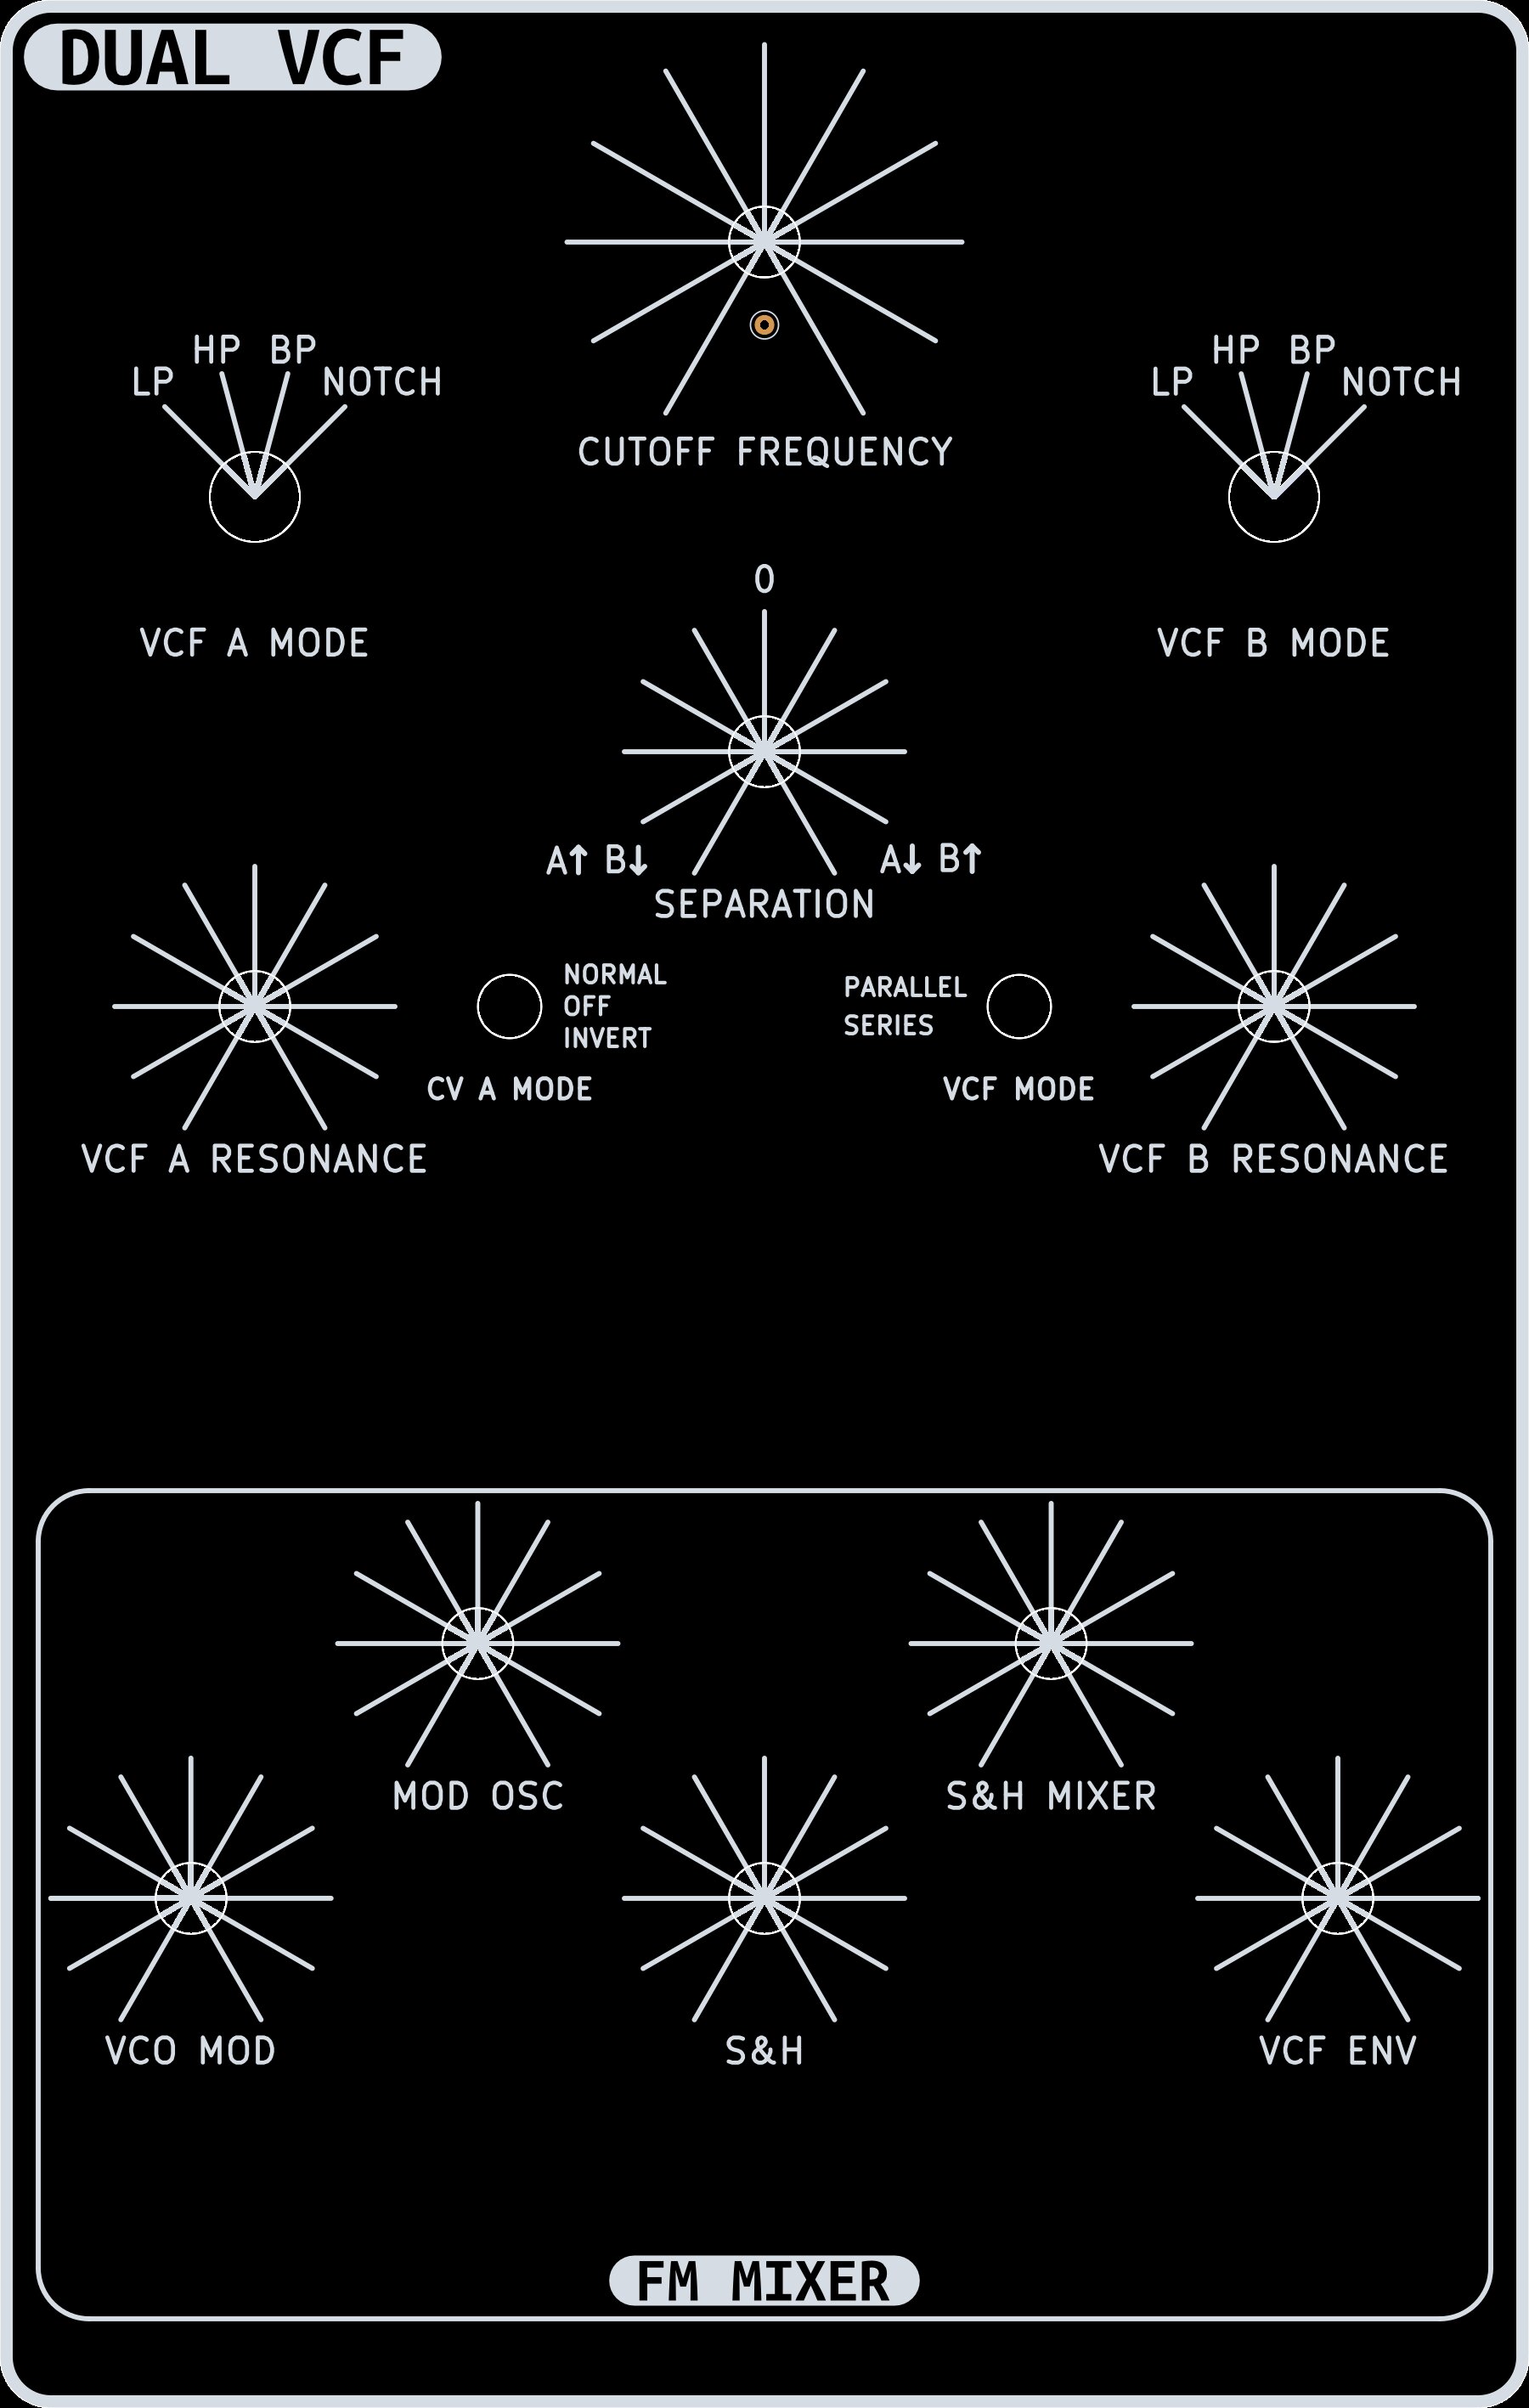 DUAL VCF
HP BP
LP NOTCH
HP BP
LP NOTCH
CUTOFF FREQUENCY
0
VCF A MODE
VCF B MODE
A↑ B↓
A↓ B↑
SEPARATION
NORMAL
OFF
INVERT
PARALLEL
SERIES
CV A MODE
VCF MODE
VCF A RESONANCE
VCF B RESONANCE
MOD OSC
S&H MIXER
VCO MOD
S&H
VCF ENV
FM MIXER